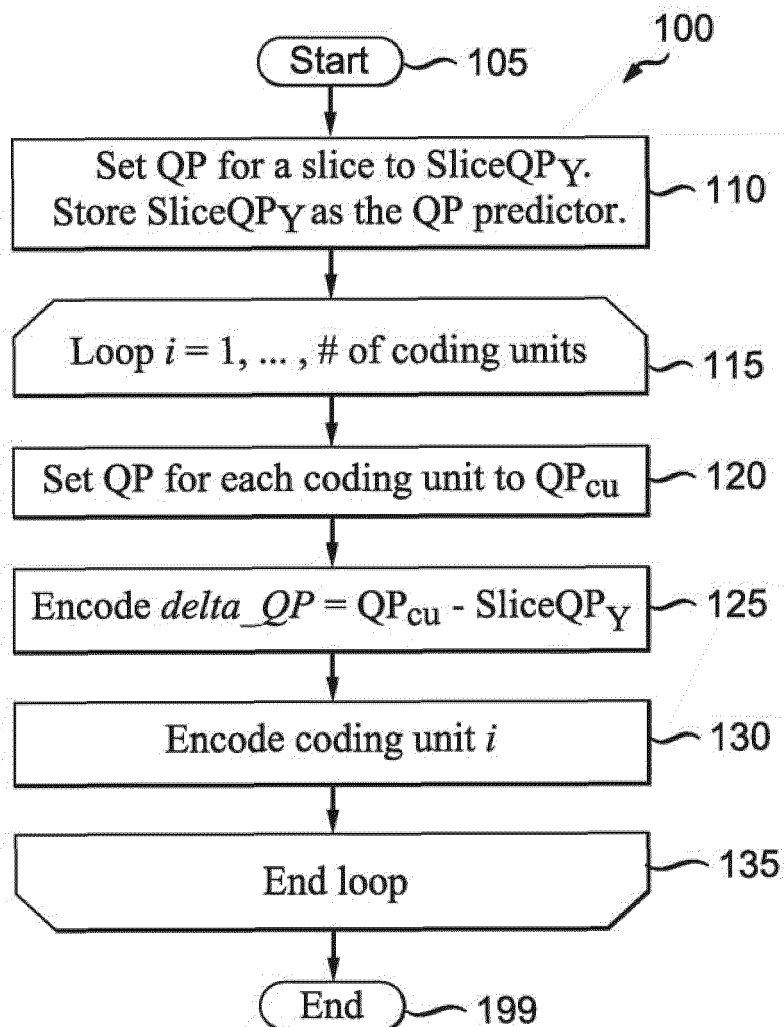 100
Start 105
Set QP for a slice to SliceQPY.
Store SliceQPY as the QP predictor. 110
Loop i = 1, ... , # of coding units 115
Set QP for each coding unit to QPcu 120
Encode delta_QP = QPcu - SliceQPY 125
Encode coding unit i 130
End loop 135
End 199